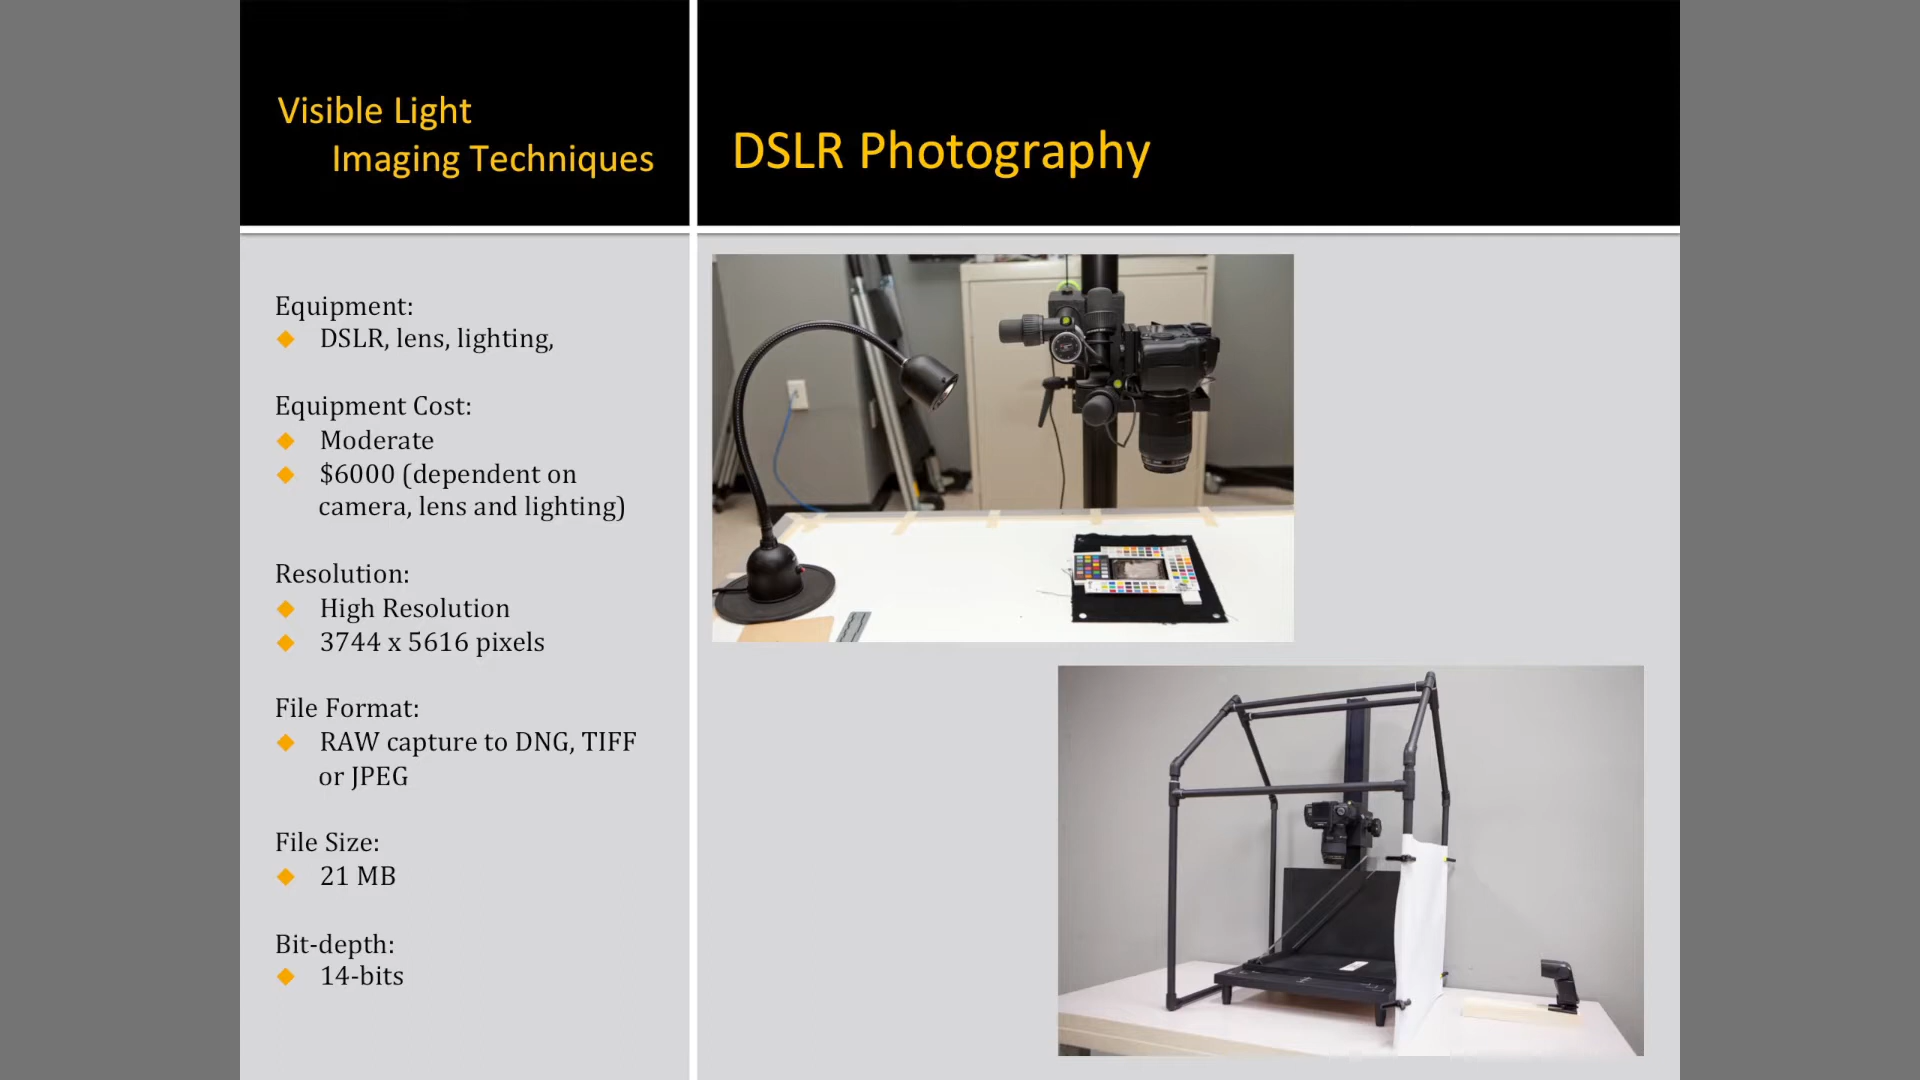 Visible Light
Imaging Techniques
DSLR Photography
Equipment:
DSLR, lens, lighting,
Equipment Cost:
Moderate
$6000 (dependent on
camera, lens and lighting)
Resolution:
High Resolution
3744 x 5616 pixels
File Format:
RAW capture to DNG, TIFF
or JPEG
File Size:
21 MB
Bit-depth:
14-bits